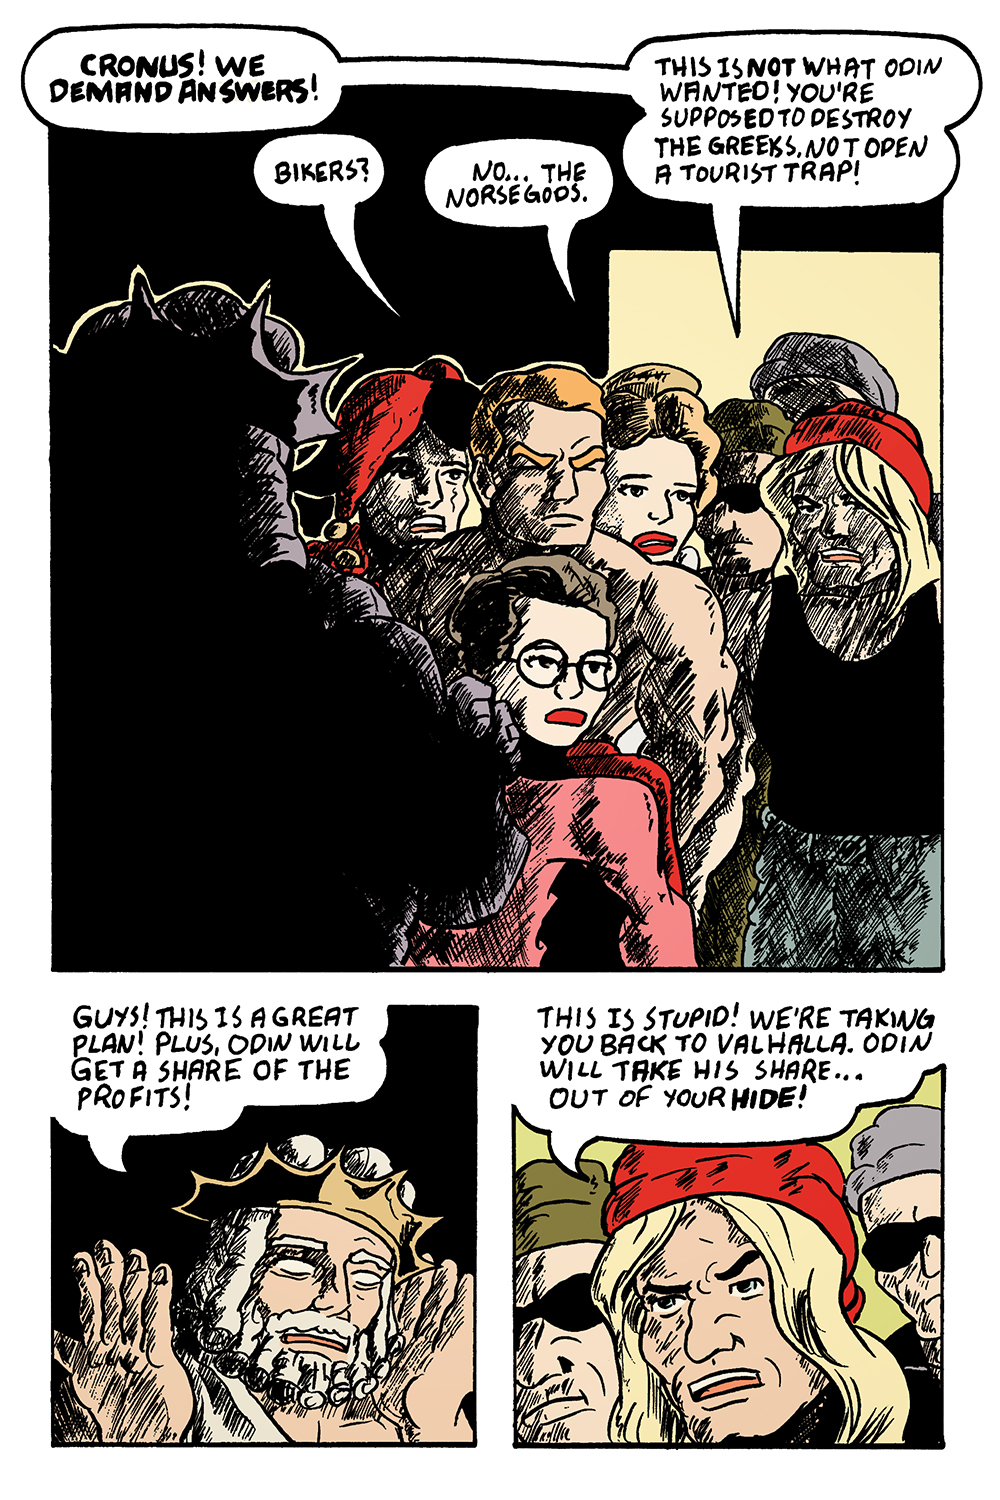 CRONUS! WE
DEMAND ANSWERS!
BIKERS?
NO... THE
NORSE GODS.
THIS IS NOT WHAT ODIN
WANTED! YOU'RE
SUPPOSED TO DESTROY
THE GREEKS, NOT OPEN
A TOURIST TRAP!
GUYS! THIS IS A GREAT
PLAN! PLUS, ODIN WILL
GET A SHARE OF THE
PROFITS!
THIS IS STUPID! WE'RE TAKING
YOU BACK TO VALHALLA. ODIN
WILL TAKE HIS SHARE...
OUT OF YOUR HIDE!